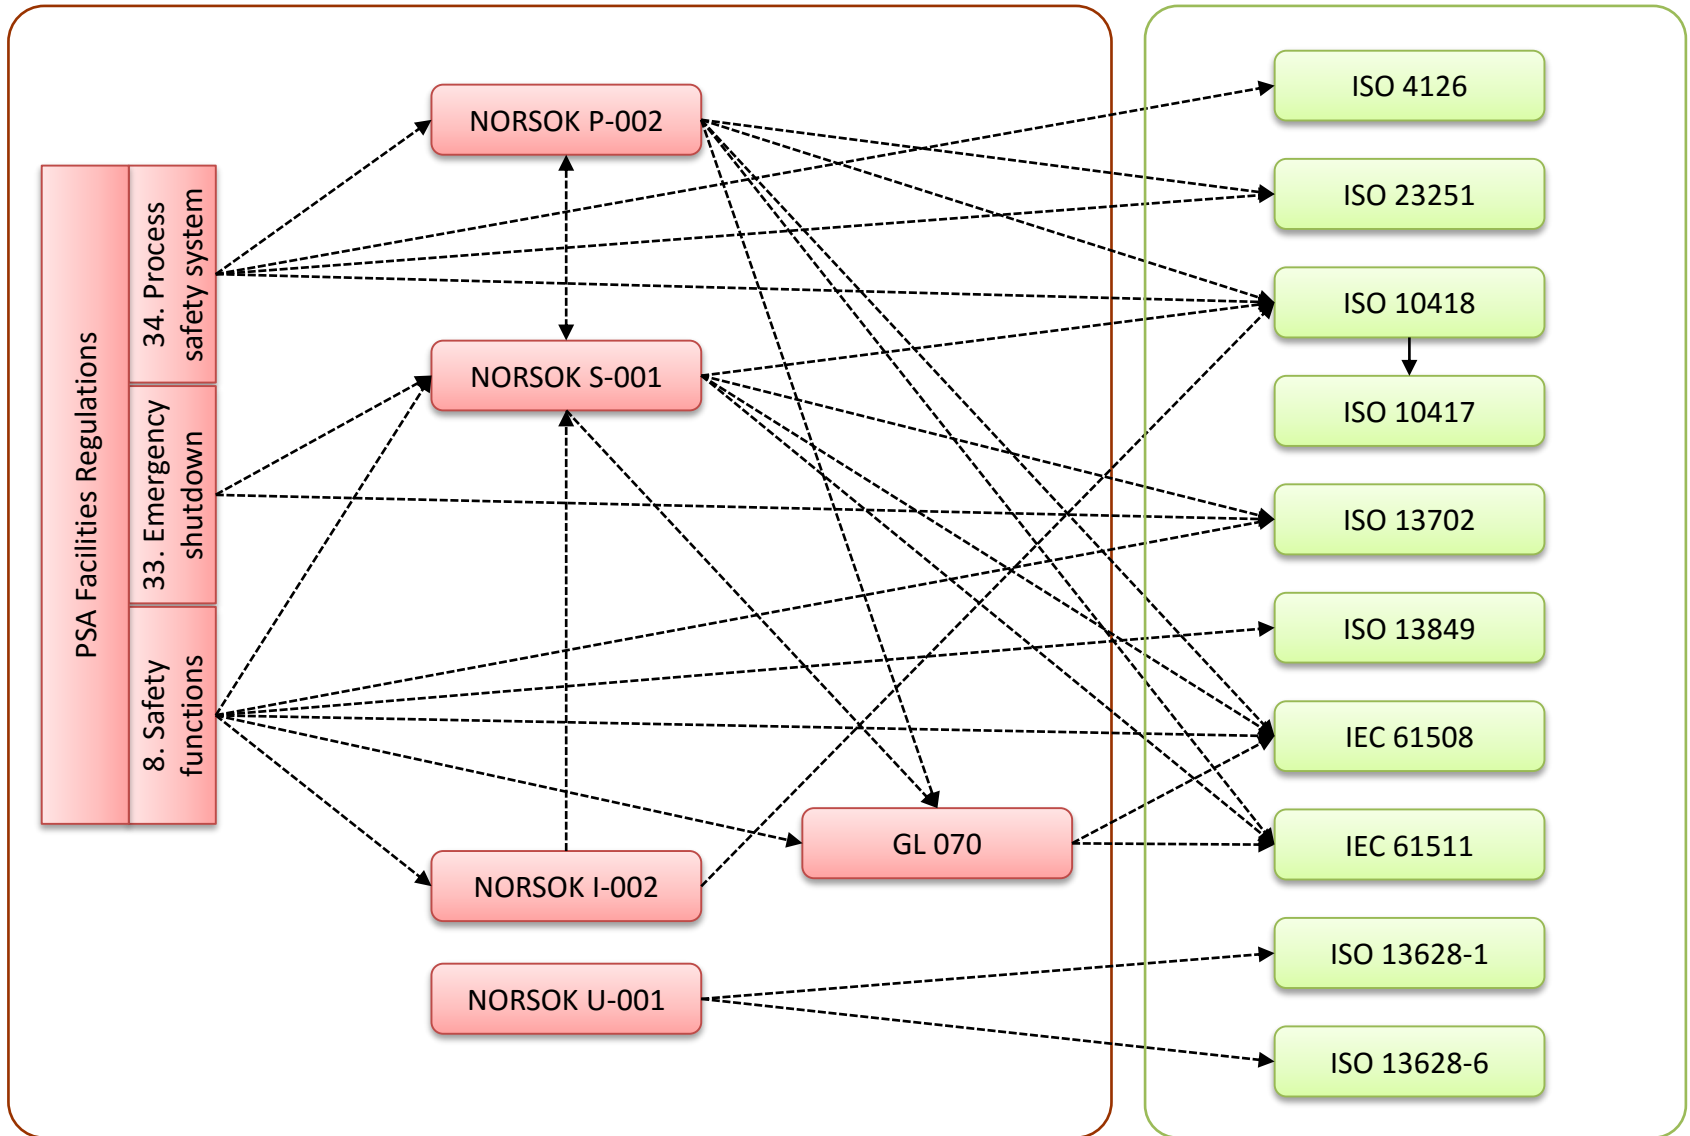 PSA Facilities Regulations
34. Process
safety system
33. Emergency
shutdown
8. Safety
functions
NORSOK P-002
NORSOK S-001
NORSOK I-002
NORSOK U-001
GL 070
ISO 4126
ISO 23251
ISO 10418
ISO 10417
ISO 13702
ISO 13849
IEC 61508
IEC 61511
ISO 13628-1
ISO 13628-6